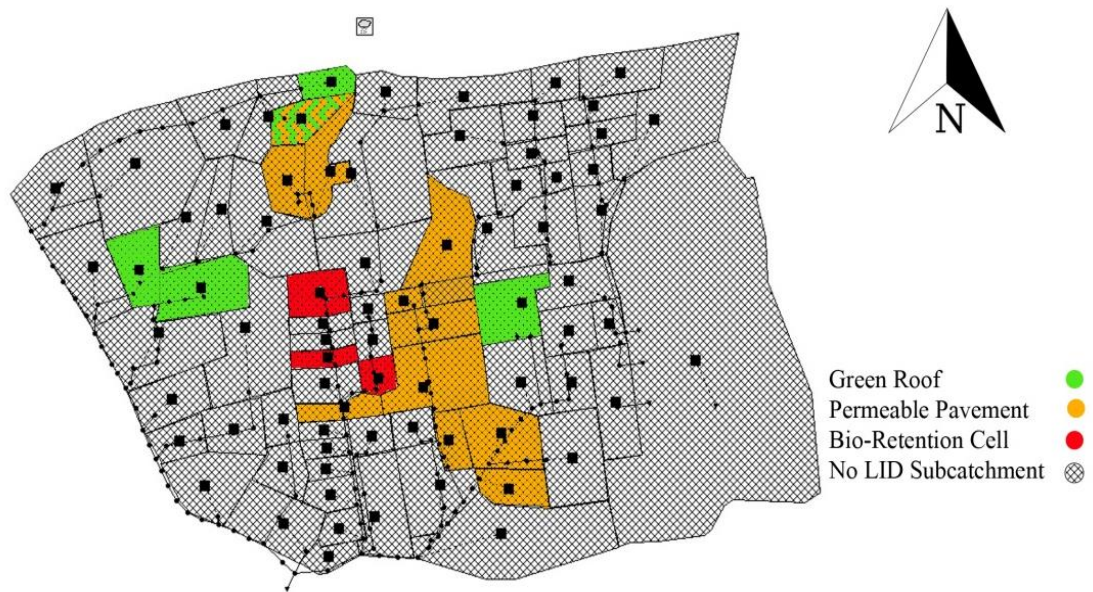 N
Green Roof
Permeable Pavement
Bio-Retention Cell
No LID Subcatchment